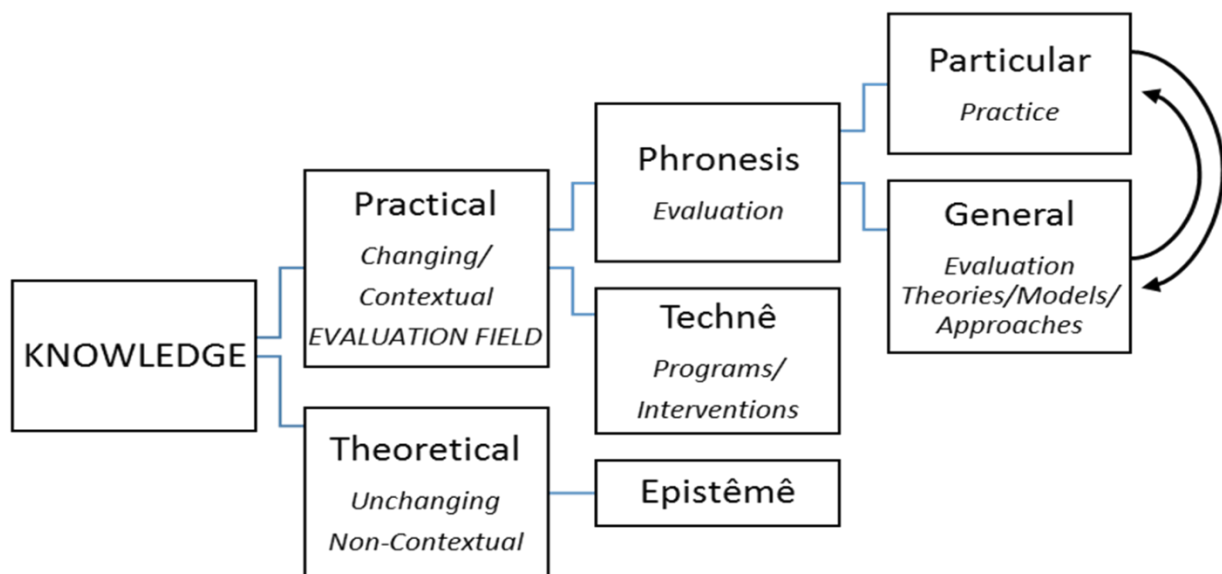 KNOWLEDGE
Practical
Changing/
Contextual
EVALUATION FIELD
Theoretical
Unchanging
Non-Contextual
Phronesis
Evaluation
Technê
Programs/
Interventions
Epistêmê
Particular
Practice
General
Evaluation
Theories/Models/
Approaches